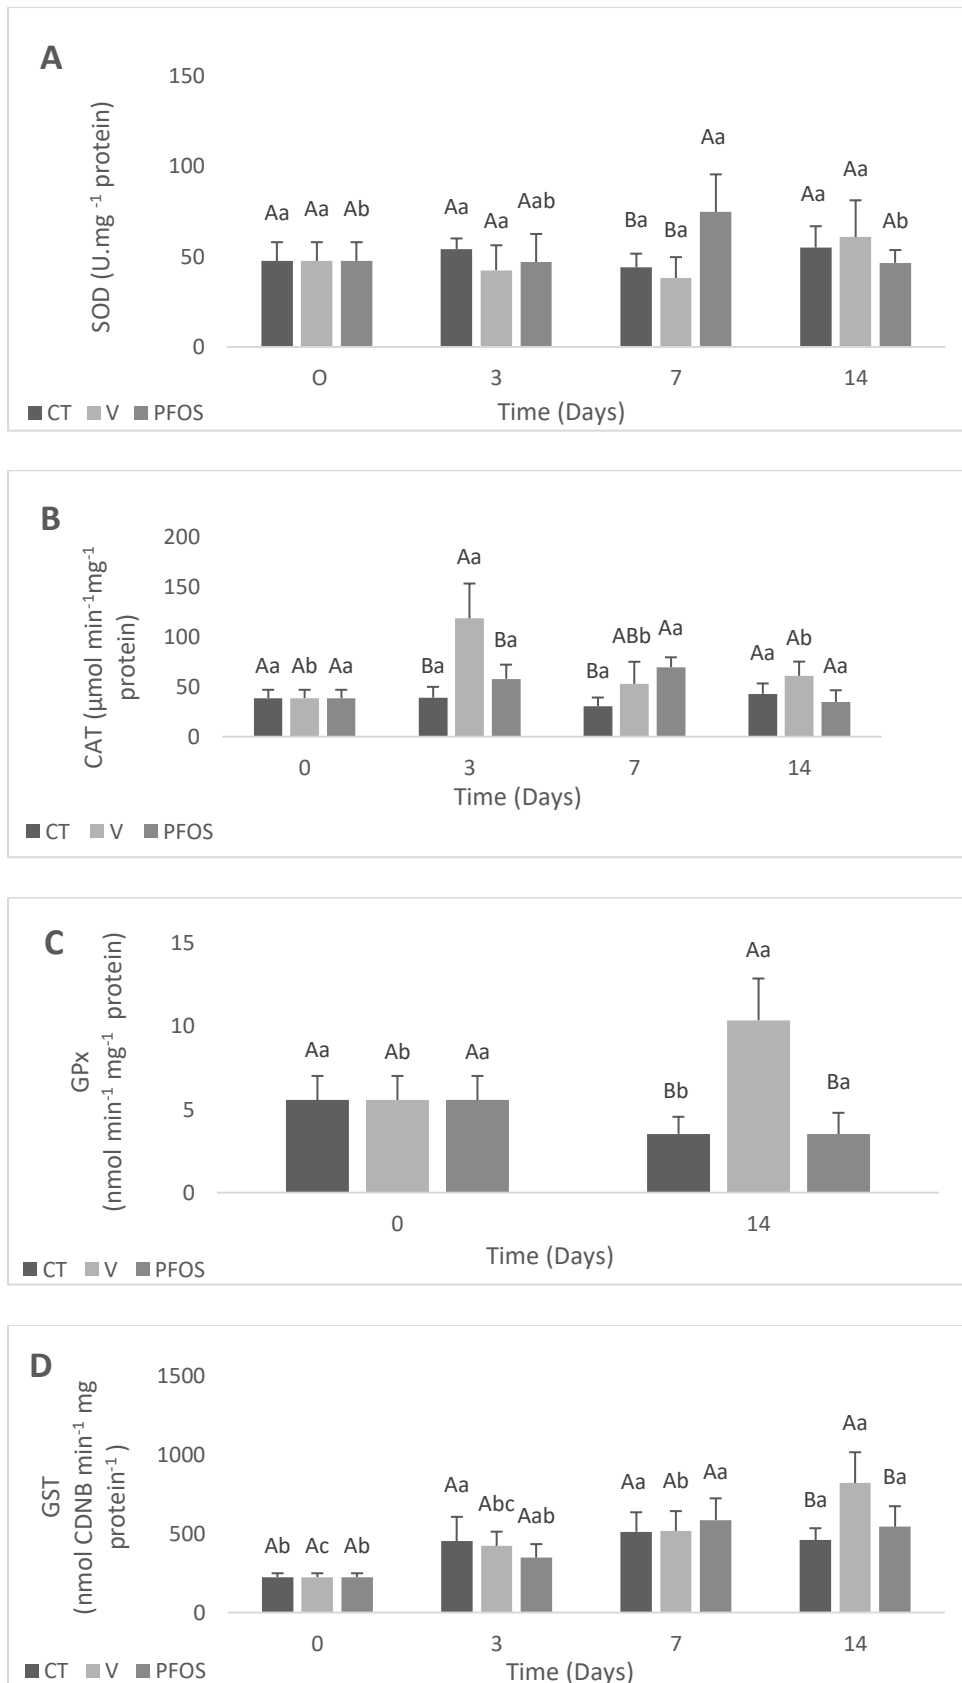 A
SOD (U.mg ⁻¹ protein)
150
100
50
0
Aa Aa Ab
Aa Aa Aab
Ba Ba Aa
Aa Aa Ab
O 3 7 14
Time (Days)
CT V PFOS
B
CAT (µmol min⁻¹mg⁻¹
protein)
200
150
100
50
0
Aa Ab Aa
Ba Aa Ba
Ba ABb Aa
Aa Ab Aa
0 3 7 14
Time (Days)
CT V PFOS
C
GPx
(nmol min⁻¹ mg⁻¹ protein)
15
10
5
0
Aa Ab Aa
Bb Aa Ba
0 14
Time (Days)
CT V PFOS
D
GST
(nmol CDNB min⁻¹ mg
protein⁻¹ )
1500
1000
500
0
Ab Ac Ab
Aa Abc Aab
Aa Ab Aa
Ba Aa Ba
0 3 7 14
Time (Days)
CT V PFOS